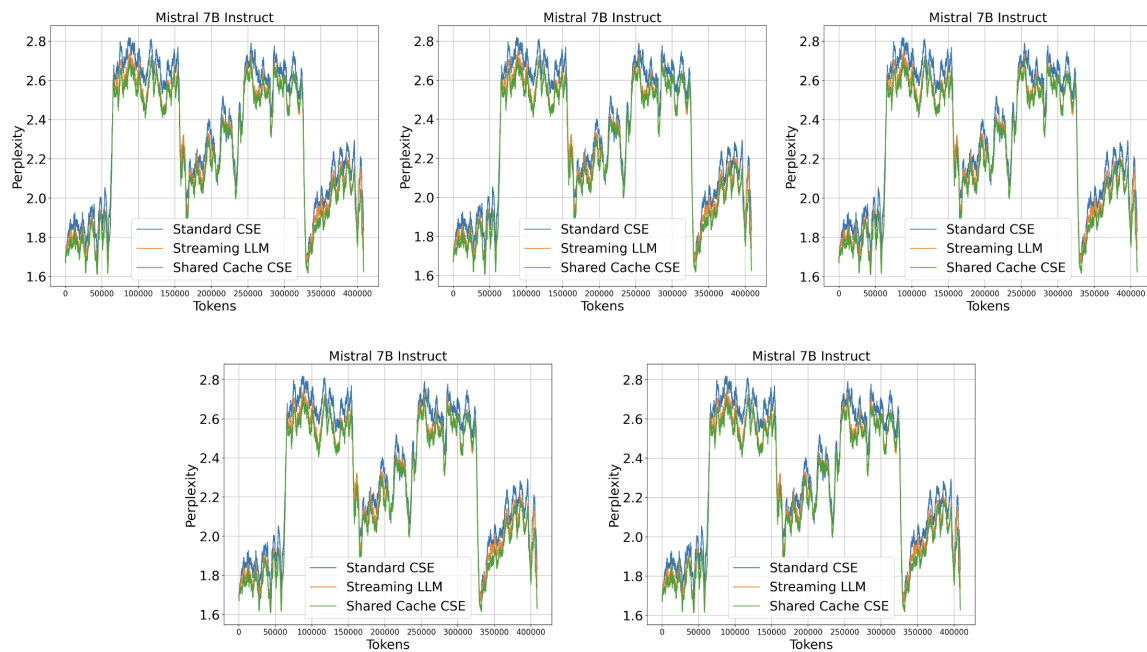 Mistral 7B Instruct
Perplexity
2.8
2.6
2.4
2.2
2.0
1.8
1.6
Standard CSE
Streaming LLM
Shared Cache CSE
0 50000 100000 150000 200000 250000 300000 350000 400000
Tokens
Mistral 7B Instruct
Perplexity
2.8
2.6
2.4
2.2
2.0
1.8
1.6
Standard CSE
Streaming LLM
Shared Cache CSE
0 50000 100000 150000 200000 250000 300000 350000 400000
Tokens
Mistral 7B Instruct
Perplexity
2.8
2.6
2.4
2.2
2.0
1.8
1.6
Standard CSE
Streaming LLM
Shared Cache CSE
0 50000 100000 150000 200000 250000 300000 350000 400000
Tokens
Mistral 7B Instruct
Perplexity
2.8
2.6
2.4
2.2
2.0
1.8
1.6
Standard CSE
Streaming LLM
Shared Cache CSE
0 50000 100000 150000 200000 250000 300000 350000 400000
Tokens
Mistral 7B Instruct
Perplexity
2.8
2.6
2.4
2.2
2.0
1.8
1.6
Standard CSE
Streaming LLM
Shared Cache CSE
0 50000 100000 150000 200000 250000 300000 350000 400000
Tokens